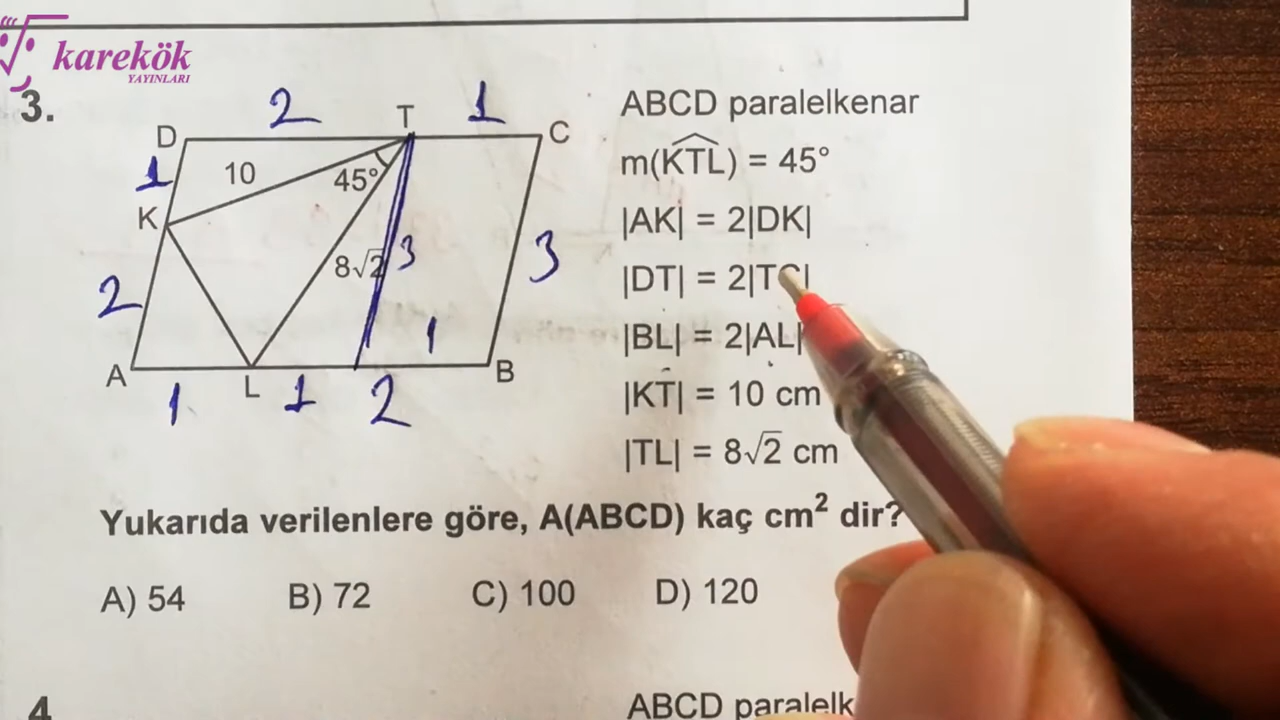 karekök
YAYINLARI
3.
2
1
D
T
C
1
10
45°
K
2
8√2
3
3
1
A
L
B
1
1
2
ABCD paralelkenar
m(KTL) = 45°
|AK| = 2|DK|
|DT| = 2|TC|
|BL| = 2|AL|
|KT| = 10 cm
|TL| = 8√2 cm
Yukarıda verilenlere göre, A(ABCD) kaç cm² dir?
A) 54 B) 72 C) 100 D) 120
4
ABCD paralelk